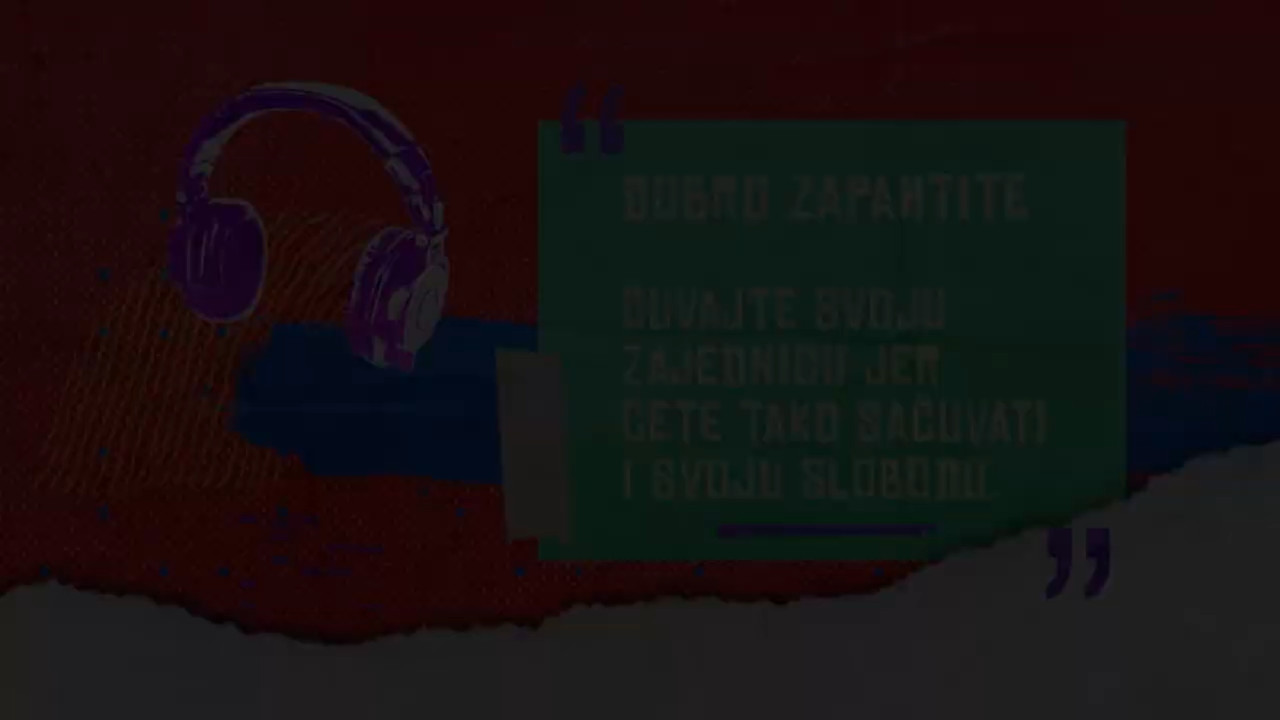 DOBRO ZAPAMTITE
ČUVAJTE SVOJU
ZAJEDNICU JER
ĆETE TAKO SAČUVATI
I SVOJU SLOBODU.